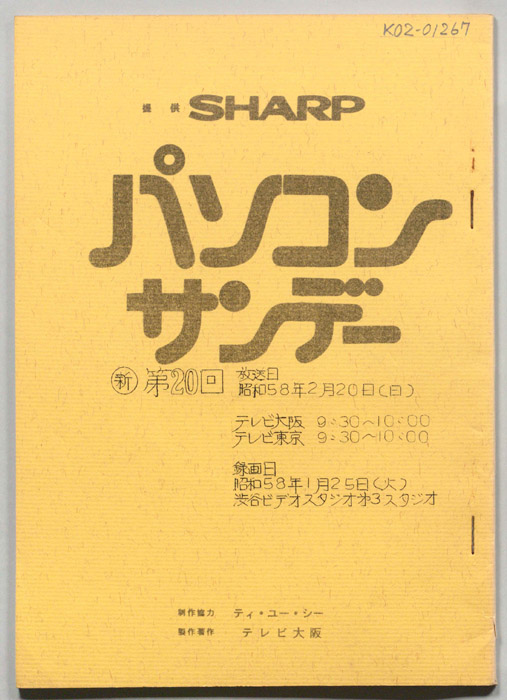 K02-01267
提供 SHARP
パソコン
サンデー
新 第20回
放送日
昭和58年2月20日(日)
テレビ大阪 9:30〜10:00
テレビ東京 9:30〜10:00
録画日
昭和58年1月25日(火)
渋谷ビデオスタジオ第3スタジオ
制作協力 ティ・ユー・シー
製作著作 テレビ大阪